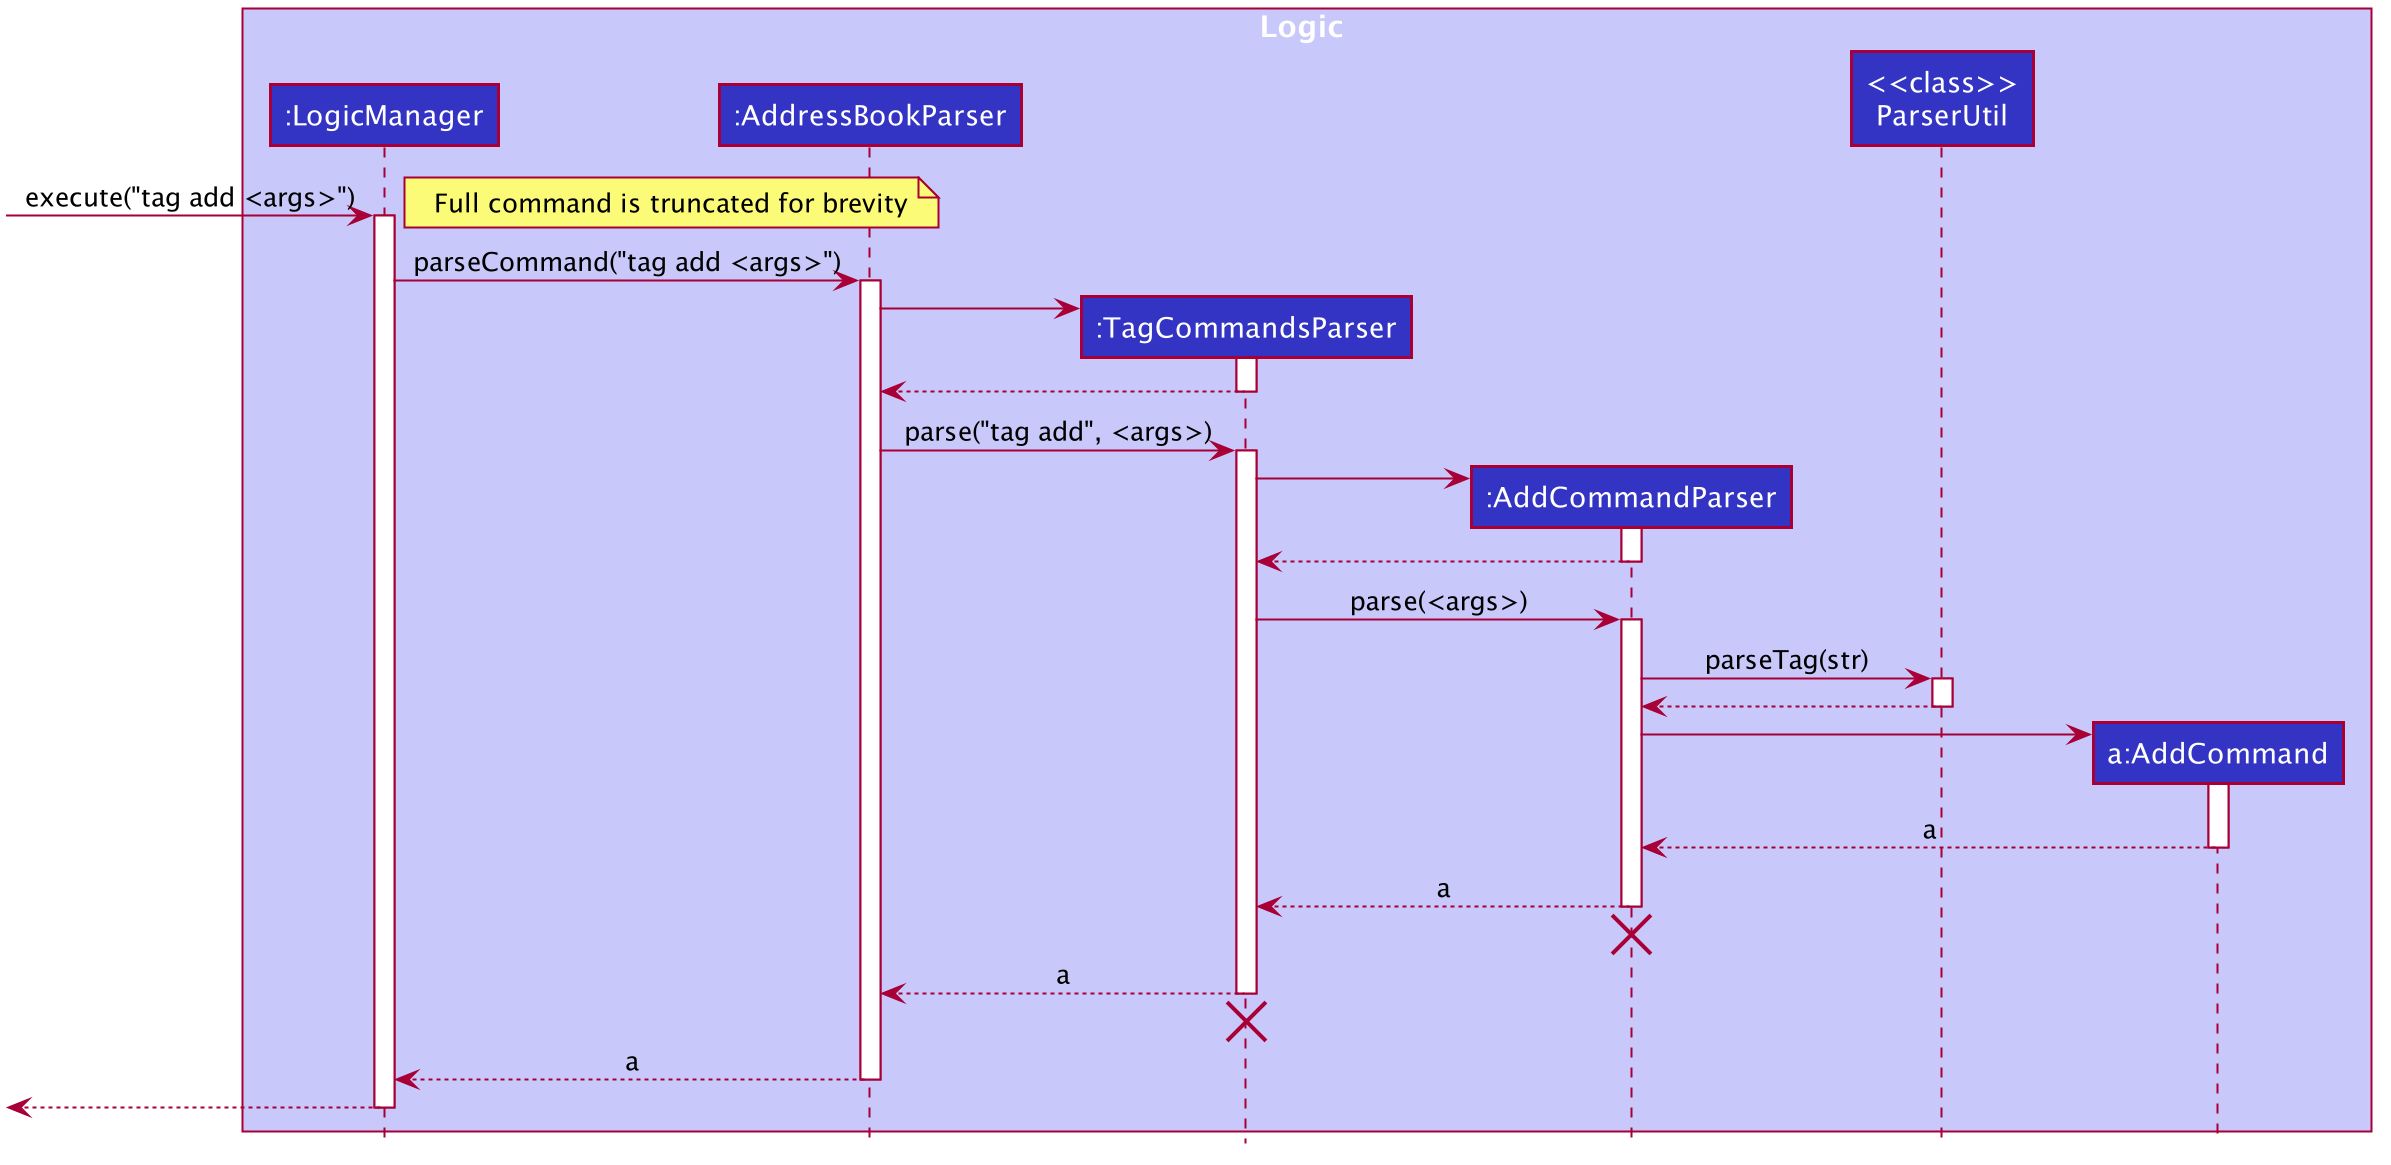 Logic
<<class>>
ParserUtil
:LogicManager
:AddressBookParser
execute("tag add <args>")
Full command is truncated for brevity
parseCommand("tag add <args>")
:TagCommandsParser
parse("tag add", <args>)
:AddCommandParser
parse(<args>)
parseTag(str)
a:AddCommand
a
a
a
a